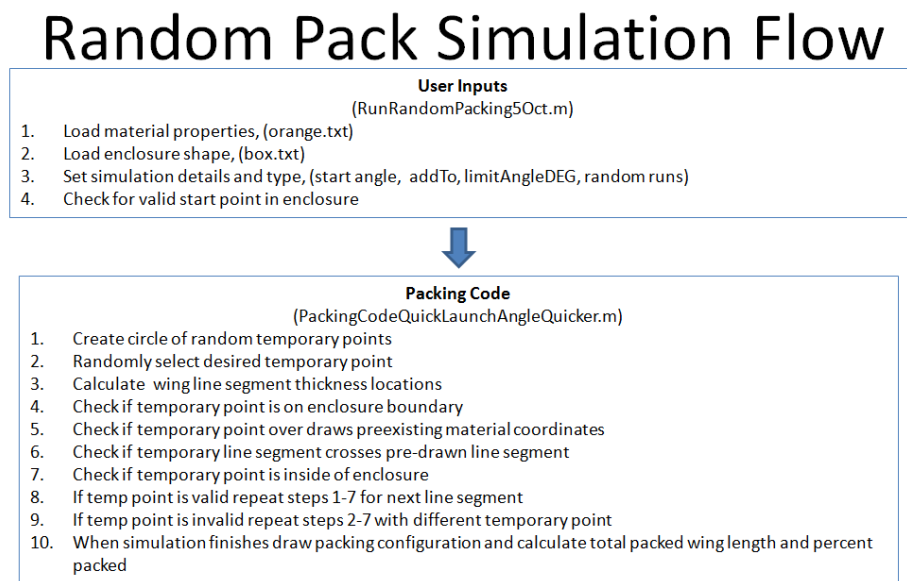 Random Pack Simulation Flow
User Inputs
(RunRandomPacking5Oct.m)
1. Load material properties, (orange.txt)
2. Load enclosure shape, (box.txt)
3. Set simulation details and type, (start angle, addTo, limitAngleDEG, random runs)
4. Check for valid start point in enclosure
Packing Code
(PackingCodeQuickLaunchAngleQuicker.m)
1. Create circle of random temporary points
2. Randomly select desired temporary point
3. Calculate wing line segment thickness locations
4. Check if temporary point is on enclosure boundary
5. Check if temporary point over draws preexisting material coordinates
6. Check if temporary line segment crosses pre-drawn line segment
7. Check if temporary point is inside of enclosure
8. If temp point is valid repeat steps 1-7 for next line segment
9. If temp point is invalid repeat steps 2-7 with different temporary point
10. When simulation finishes draw packing configuration and calculate total packed wing length and percent
packed